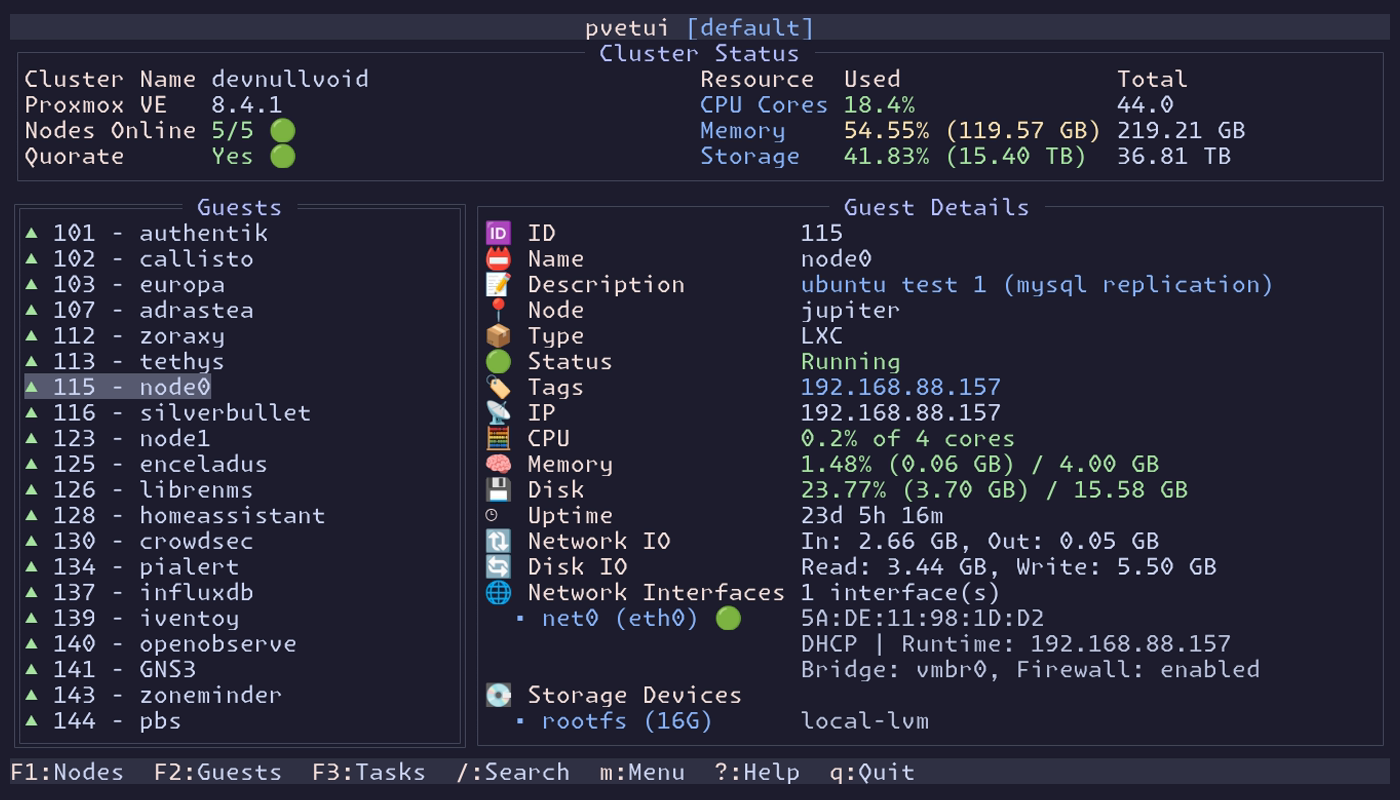 pvetui [default]
Cluster Status
Cluster Name devnullvoid
Proxmox VE 8.4.1
Nodes Online 5/5
Quorate Yes
Resource Used Total
CPU Cores 18.4% 44.0
Memory 54.55% (119.57 GB) 219.21 GB
Storage 41.83% (15.40 TB) 36.81 TB
Guests
101 - authentik
102 - callisto
103 - europa
107 - adrastea
112 - zoraxy
113 - tethys
115 - node0
116 - silverbullet
123 - node1
125 - enceladus
126 - librenms
128 - homeassistant
130 - crowdsec
134 - pialert
137 - influxdb
139 - iventoy
140 - openobserve
141 - GNS3
143 - zoneminder
144 - pbs
Guest Details
ID ID 115
Name node0
Description ubuntu test 1 (mysql replication)
Node jupiter
Type LXC
Status Running
Tags 192.168.88.157
IP 192.168.88.157
CPU 0.2% of 4 cores
Memory 1.48% (0.06 GB) / 4.00 GB
Disk 23.77% (3.70 GB) / 15.58 GB
Uptime 23d 5h 16m
Network IO In: 2.66 GB, Out: 0.05 GB
Disk IO Read: 3.44 GB, Write: 5.50 GB
Network Interfaces 1 interface(s)
▪ net0 (eth0) 5A:DE:11:98:1D:D2
DHCP | Runtime: 192.168.88.157
Bridge: vmbr0, Firewall: enabled
Storage Devices
▪ rootfs (16G) local-lvm
F1:Nodes F2:Guests F3:Tasks /:Search m:Menu ?:Help q:Quit